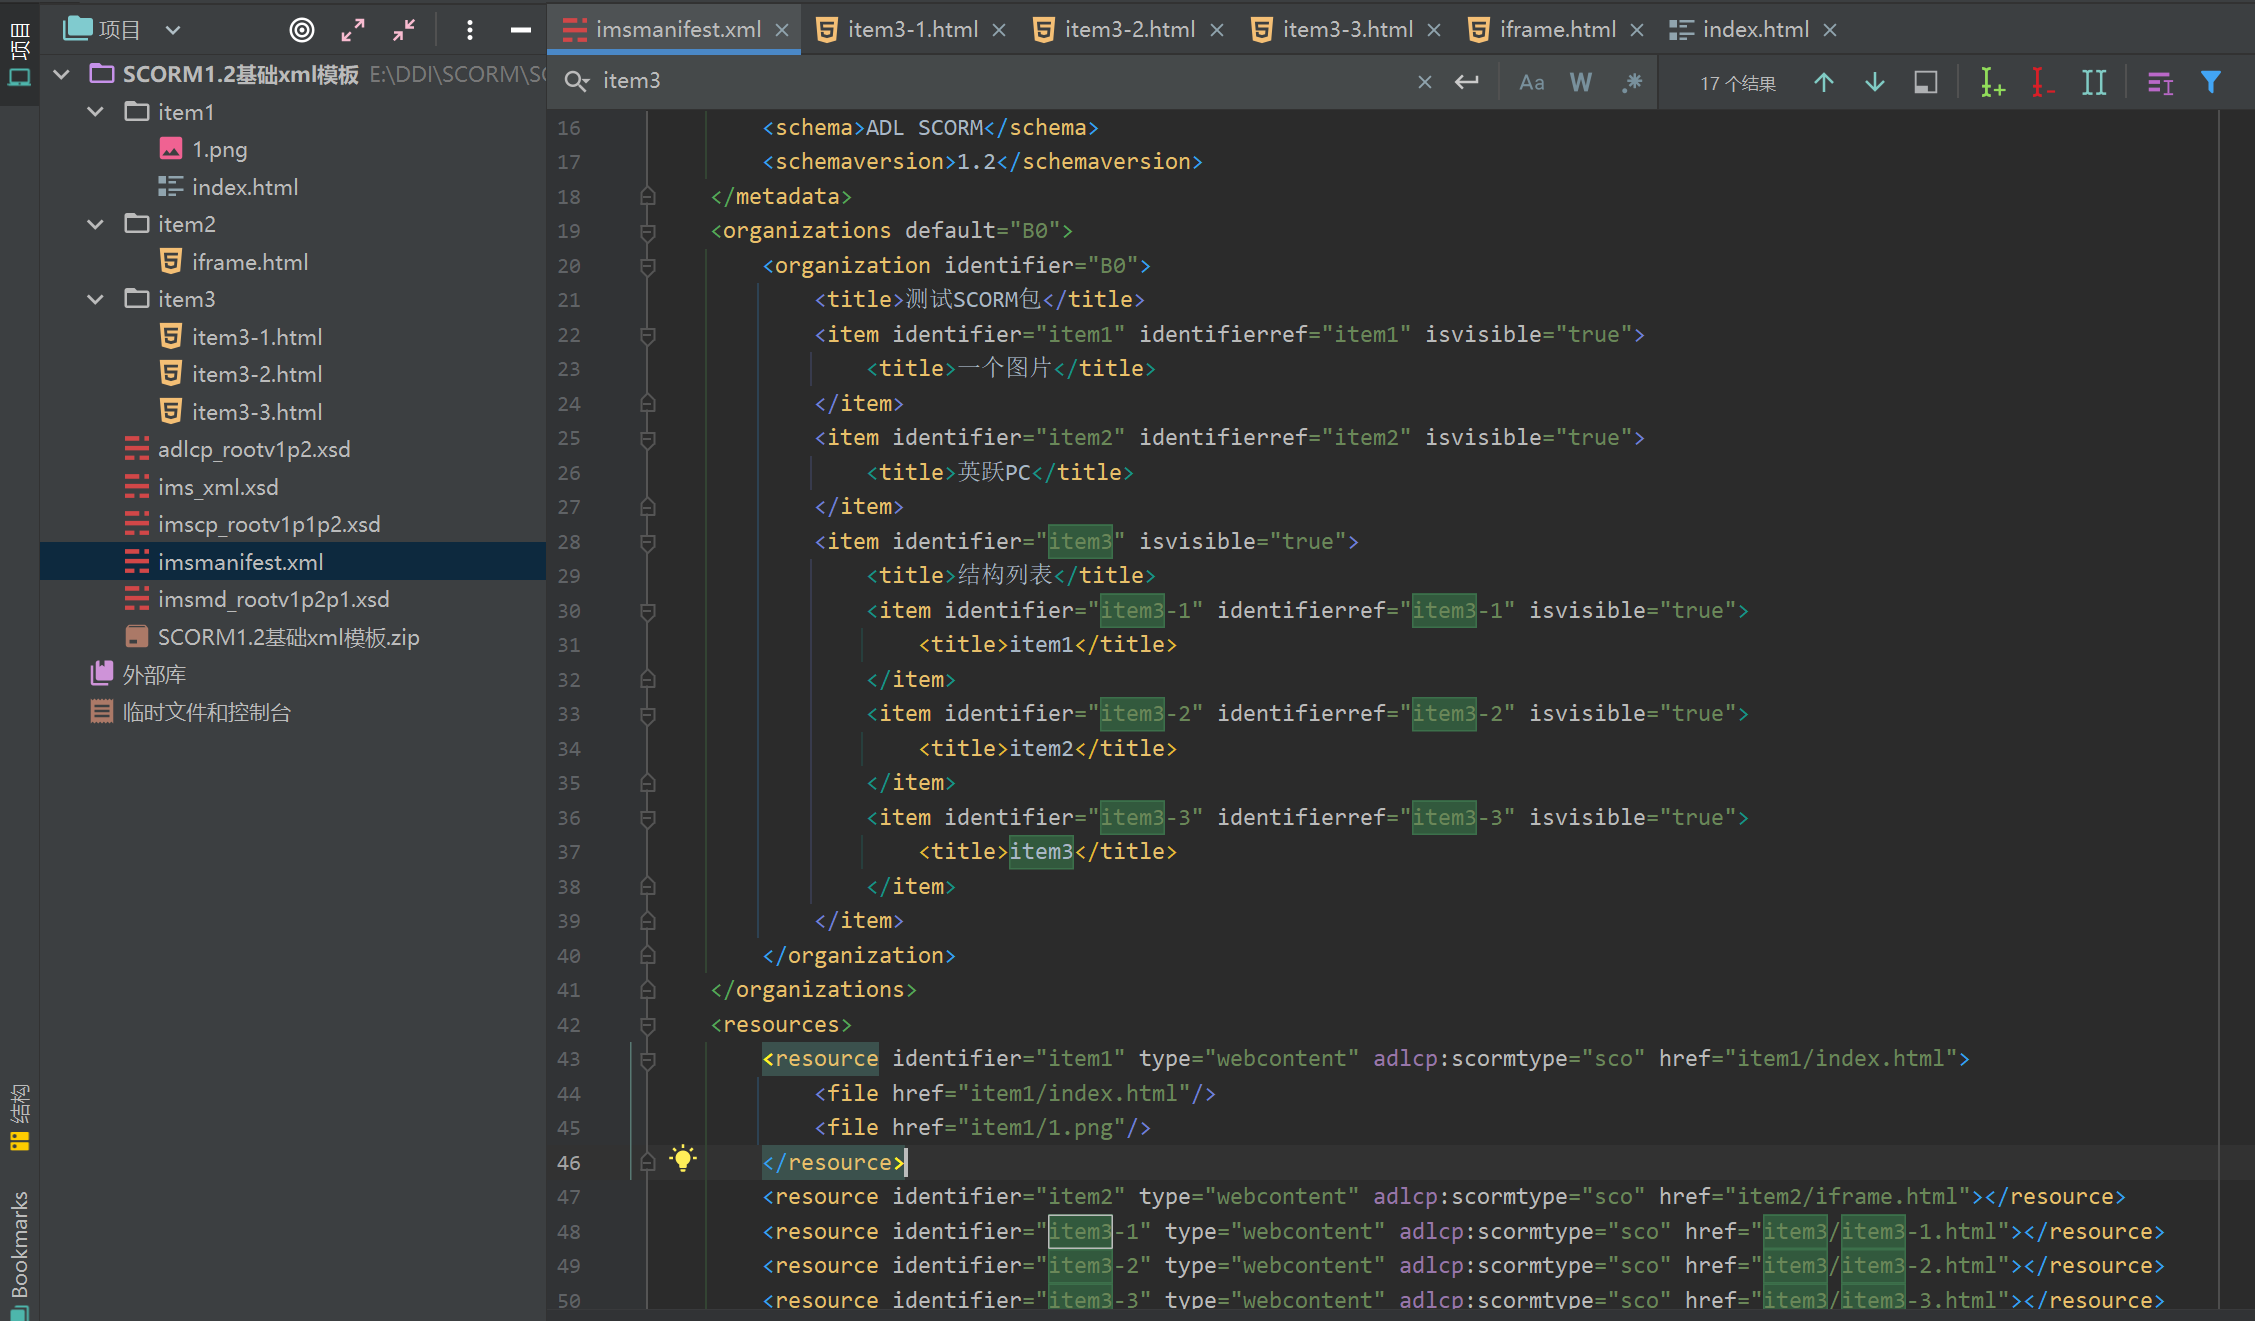 项目
项目
imsmanifest.xml
item3-1.html
item3-2.html
item3-3.html
iframe.html
index.html
SCORM1.2基础xml模板 E:\DDI\SCORM\SC
item1
1.png
index.html
item2
iframe.html
item3
item3-1.html
item3-2.html
item3-3.html
adlcp_rootv1p2.xsd
ims_xml.xsd
imscp_rootv1p1p2.xsd
imsmanifest.xml
imsmd_rootv1p2p1.xsd
SCORM1.2基础xml模板.zip
外部库
临时文件和控制台
结构
Bookmarks
item3
Aa W .* 17 个结果
16 <schema>ADL SCORM</schema>
17 <schemaversion>1.2</schemaversion>
18 </metadata>
19 <organizations default="B0">
20 <organization identifier="B0">
21 <title>测试SCORM包</title>
22 <item identifier="item1" identifierref="item1" isvisible="true">
23 <title>一个图片</title>
24 </item>
25 <item identifier="item2" identifierref="item2" isvisible="true">
26 <title>英跃PC</title>
27 </item>
28 <item identifier="item3" isvisible="true">
29 <title>结构列表</title>
30 <item identifier="item3-1" identifierref="item3-1" isvisible="true">
31 <title>item1</title>
32 </item>
33 <item identifier="item3-2" identifierref="item3-2" isvisible="true">
34 <title>item2</title>
35 </item>
36 <item identifier="item3-3" identifierref="item3-3" isvisible="true">
37 <title>item3</title>
38 </item>
39 </item>
40 </organization>
41 </organizations>
42 <resources>
43 <resource identifier="item1" type="webcontent" adlcp:scormtype="sco" href="item1/index.html">
44 <file href="item1/index.html"/>
45 <file href="item1/1.png"/>
46 </resource>
47 <resource identifier="item2" type="webcontent" adlcp:scormtype="sco" href="item2/iframe.html"></resource>
48 <resource identifier="item3-1" type="webcontent" adlcp:scormtype="sco" href="item3/item3-1.html"></resource>
49 <resource identifier="item3-2" type="webcontent" adlcp:scormtype="sco" href="item3/item3-2.html"></resource>
50 <resource identifier="item3-3" type="webcontent" adlcp:scormtype="sco" href="item3/item3-3.html"></resource>